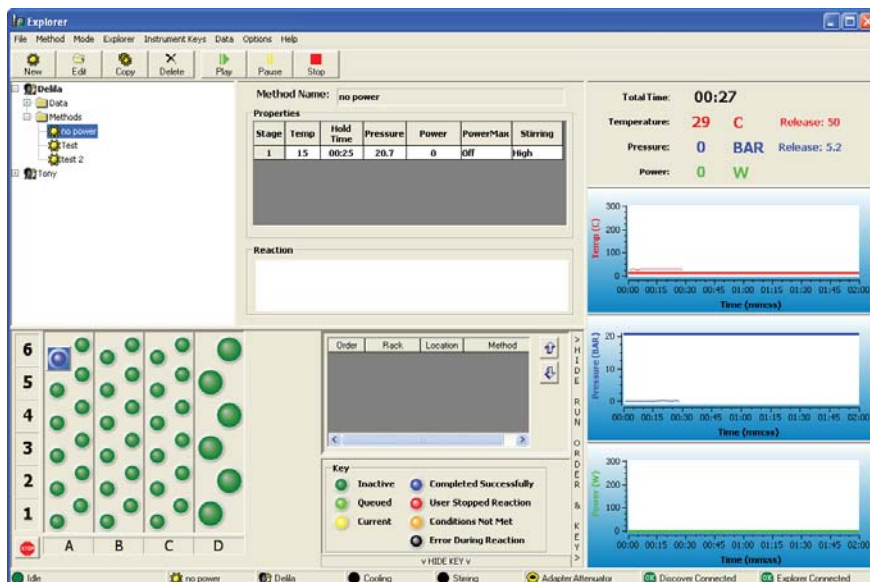 Explorer
File Method Mode Explorer Instrument Keys Data Options Help
New Edit Copy Delete Play Pause Stop
Delila
Data
Methods
no power
Test
test 2
Tony
Method Name: no power
Properties
Stage Temp Hold Time Pressure Power PowerMax Stirring
1 15 00:25 20.7 0 Off High
Reaction
Total Time: 00:27
Temperature: 29 C Release: 50
Pressure: 0 BAR Release: 5.2
Power: 0 W
Temp (C)
300
200
100
0
00:00 00:15 00:30 00:45 01:00 01:15 01:30 01:45 02:00
Time (mm:ss)
Pressure (BAR)
20
10
0
00:00 00:15 00:30 00:45 01:00 01:15 01:30 01:45 02:00
Time (mm:ss)
Power (W)
300
200
100
0
00:00 00:15 00:30 00:45 01:00 01:15 01:30 01:45 02:00
Time (mm:ss)
6
5
4
3
2
1
STOP
A B C D
Order Rack Location Method
> HIDE RUN ORDER & KEY >
Key
Inactive Completed Successfully
Queued User Stopped Reaction
Current Conditions Not Met
Error During Reaction
v HIDE KEY v
Idle no power Delila Cooling Stirring Adapter Attenuator OK Discover Connected OK Explorer Connected